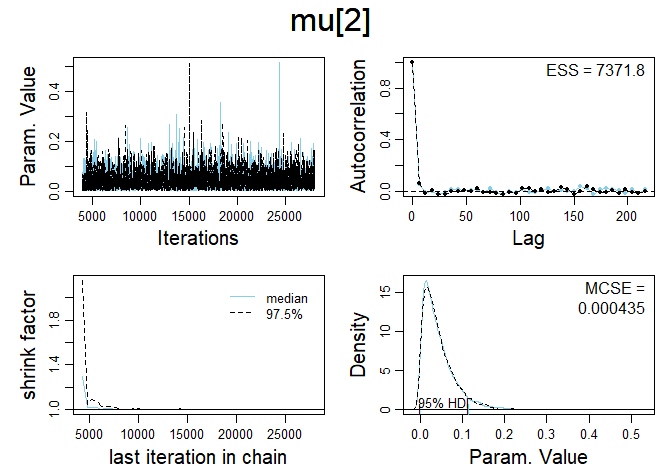 mu[2]
Param. Value
0.0 0.2 0.4
5000 10000 15000 20000 25000
Iterations
Autocorrelation
0.0 0.4 0.8
ESS = 7371.8
0 50 100 150 200
Lag
shrink factor
1.0 1.4 1.8
median
97.5%
5000 10000 15000 20000 25000
last iteration in chain
Density
0 5 10 15
MCSE =
0.000435
95% HDI
0.0 0.1 0.2 0.3 0.4 0.5
Param. Value